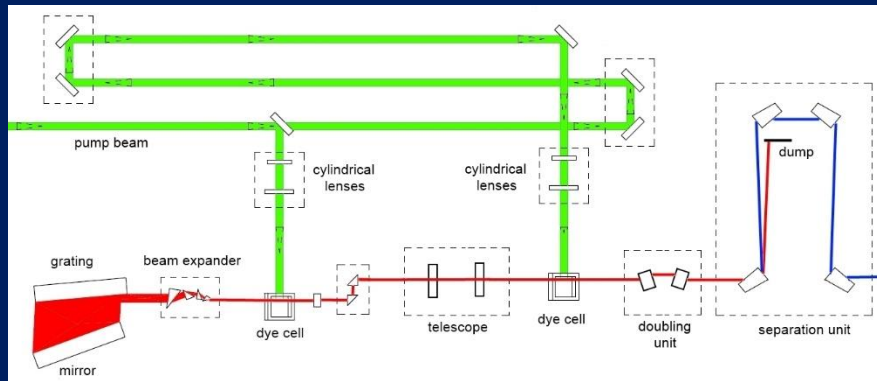 pump beam
cylindrical
lenses
cylindrical
lenses
dump
grating
beam expander
dye cell
telescope
dye cell
doubling
unit
separation unit
mirror